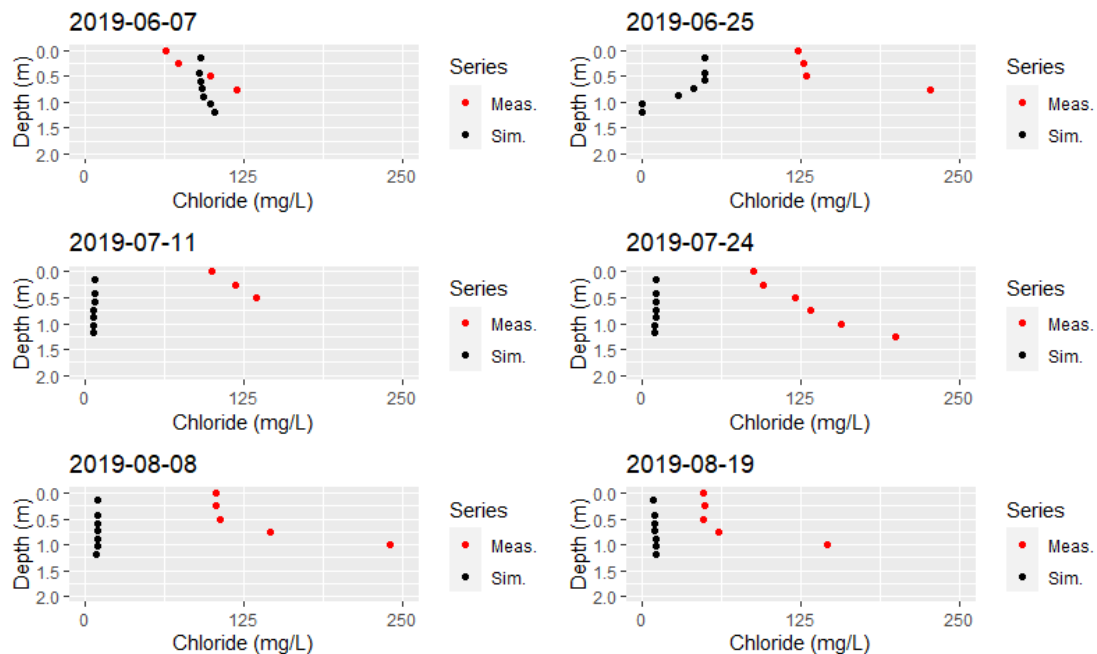 2019-06-07
0.0
0.5
1.0
1.5
2.0
Depth (m)
0 125 250
Chloride (mg/L)
Series
Meas.
Sim.
2019-06-25
0.0
0.5
1.0
1.5
2.0
Depth (m)
0 125 250
Chloride (mg/L)
Series
Meas.
Sim.
2019-07-11
0.0
0.5
1.0
1.5
2.0
Depth (m)
0 125 250
Chloride (mg/L)
Series
Meas.
Sim.
2019-07-24
0.0
0.5
1.0
1.5
2.0
Depth (m)
0 125 250
Chloride (mg/L)
Series
Meas.
Sim.
2019-08-08
0.0
0.5
1.0
1.5
2.0
Depth (m)
0 125 250
Chloride (mg/L)
Series
Meas.
Sim.
2019-08-19
0.0
0.5
1.0
1.5
2.0
Depth (m)
0 125 250
Chloride (mg/L)
Series
Meas.
Sim.